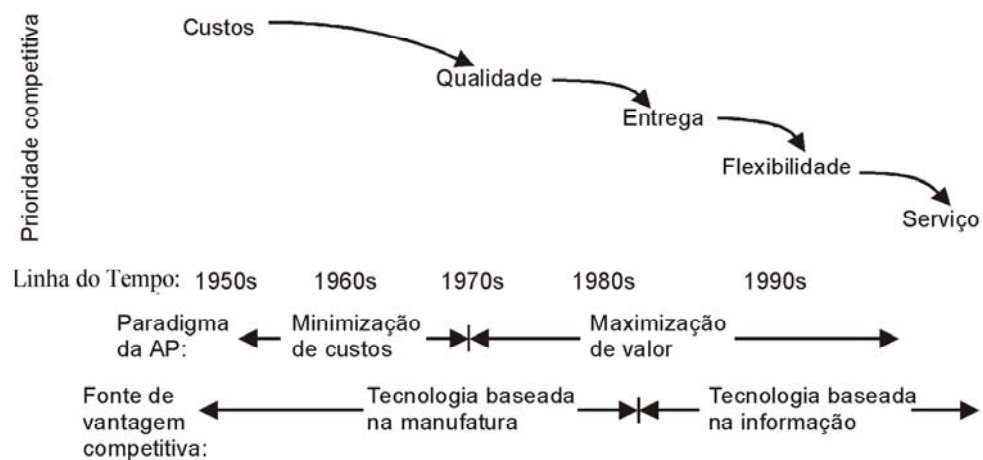 Prioridade competitiva
Custos
Qualidade
Entrega
Flexibilidade
Serviço
Linha do Tempo: 1950s 1960s 1970s 1980s 1990s
Paradigma
da AP:
Minimização
de custos
Maximização
de valor
Fonte de
vantagem
competitiva:
Tecnologia baseada
na manufatura
Tecnologia baseada
na informação